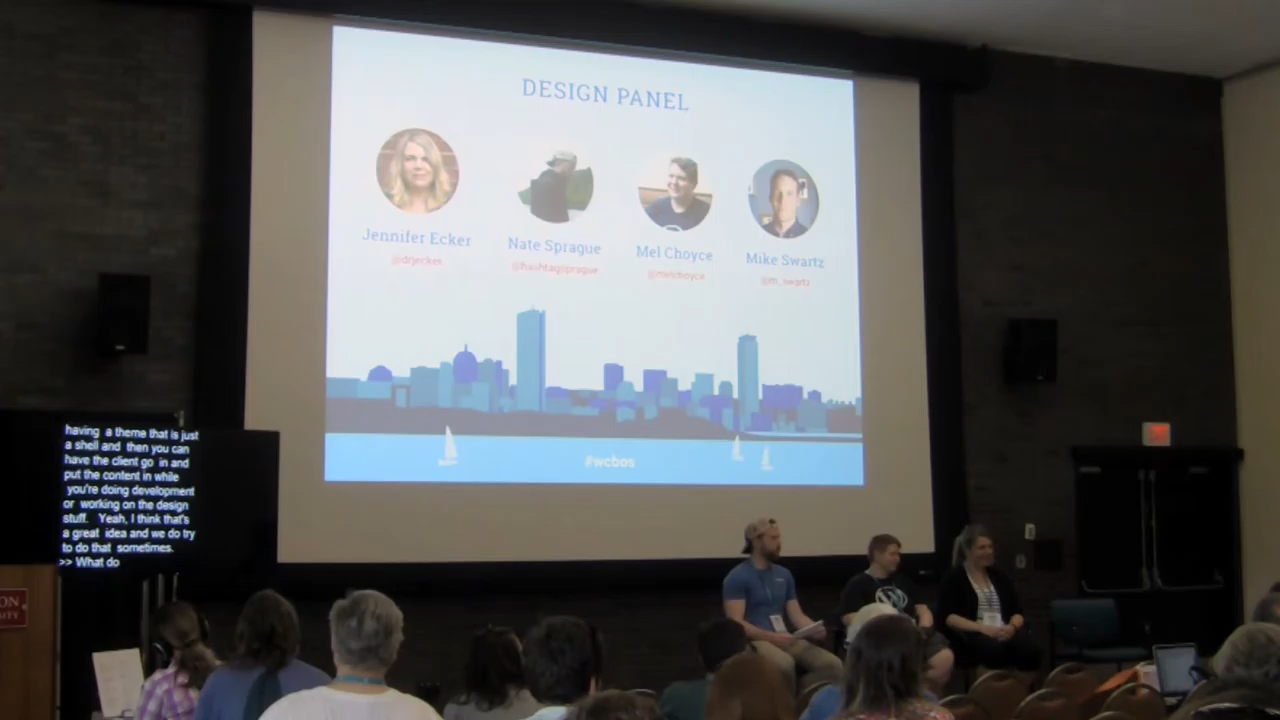 DESIGN PANEL
Jennifer Ecker
Nate Sprague
Mel Choyce
Mike Swartz
@drjecker
@hashtagsprague
@melchoyce
@m_swartz
#wcbos
having a theme that is just
a shell and then you can
have the client go in and
put the content in while
you're doing development
or working on the design
stuff. Yeah, I think that's
a great idea and we do try
to do that sometimes.
>> What do
ON